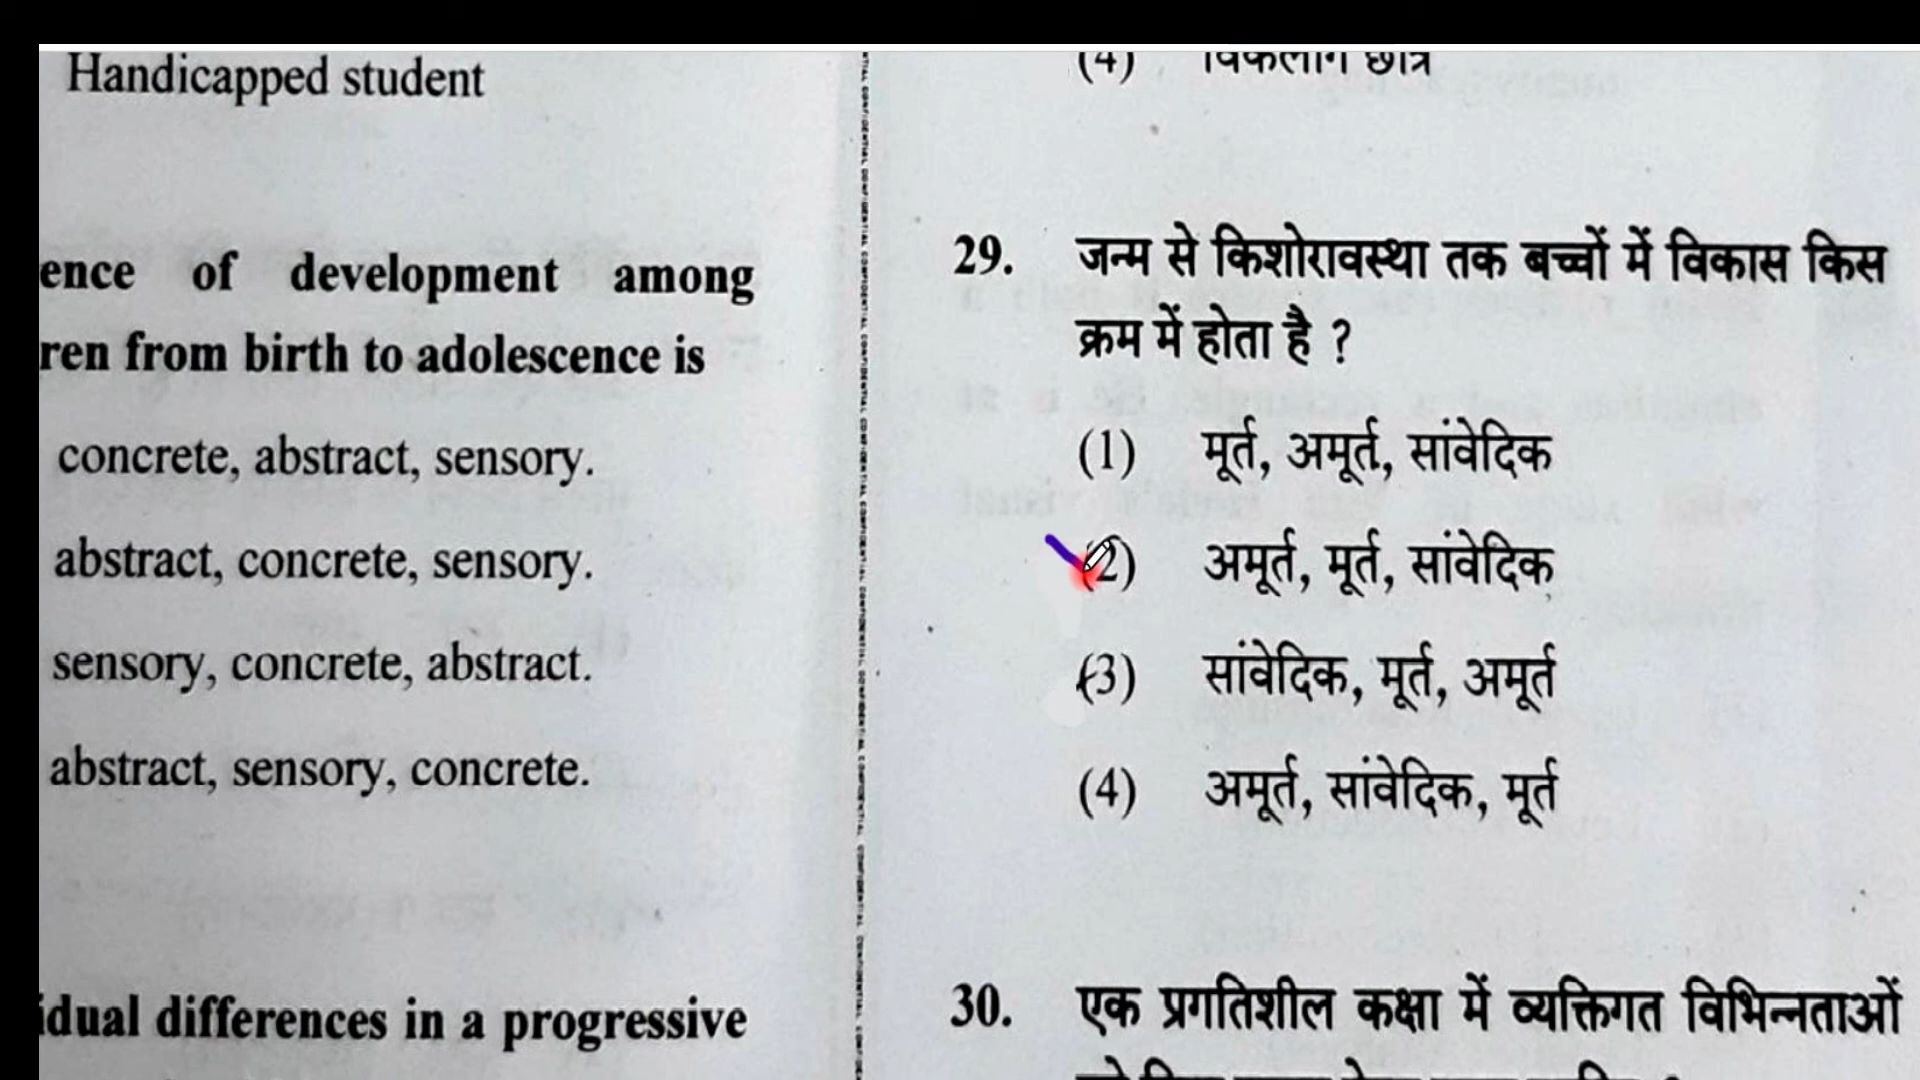 Handicapped student
ence of development among
ren from birth to adolescence is
concrete, abstract, sensory.
abstract, concrete, sensory.
sensory, concrete, abstract.
abstract, sensory, concrete.
idual differences in a progressive
(4) विकलांग छात्र
29. जन्म से किशोरावस्था तक बच्चों में विकास किस
क्रम में होता है ?
(1) मूर्त, अमूर्त, सांवेदिक
(2) अमूर्त, मूर्त, सांवेदिक
(3) सांवेदिक, मूर्त, अमूर्त
(4) अमूर्त, सांवेदिक, मूर्त
30. एक प्रगतिशील कक्षा में व्यक्तिगत विभिन्नताओं